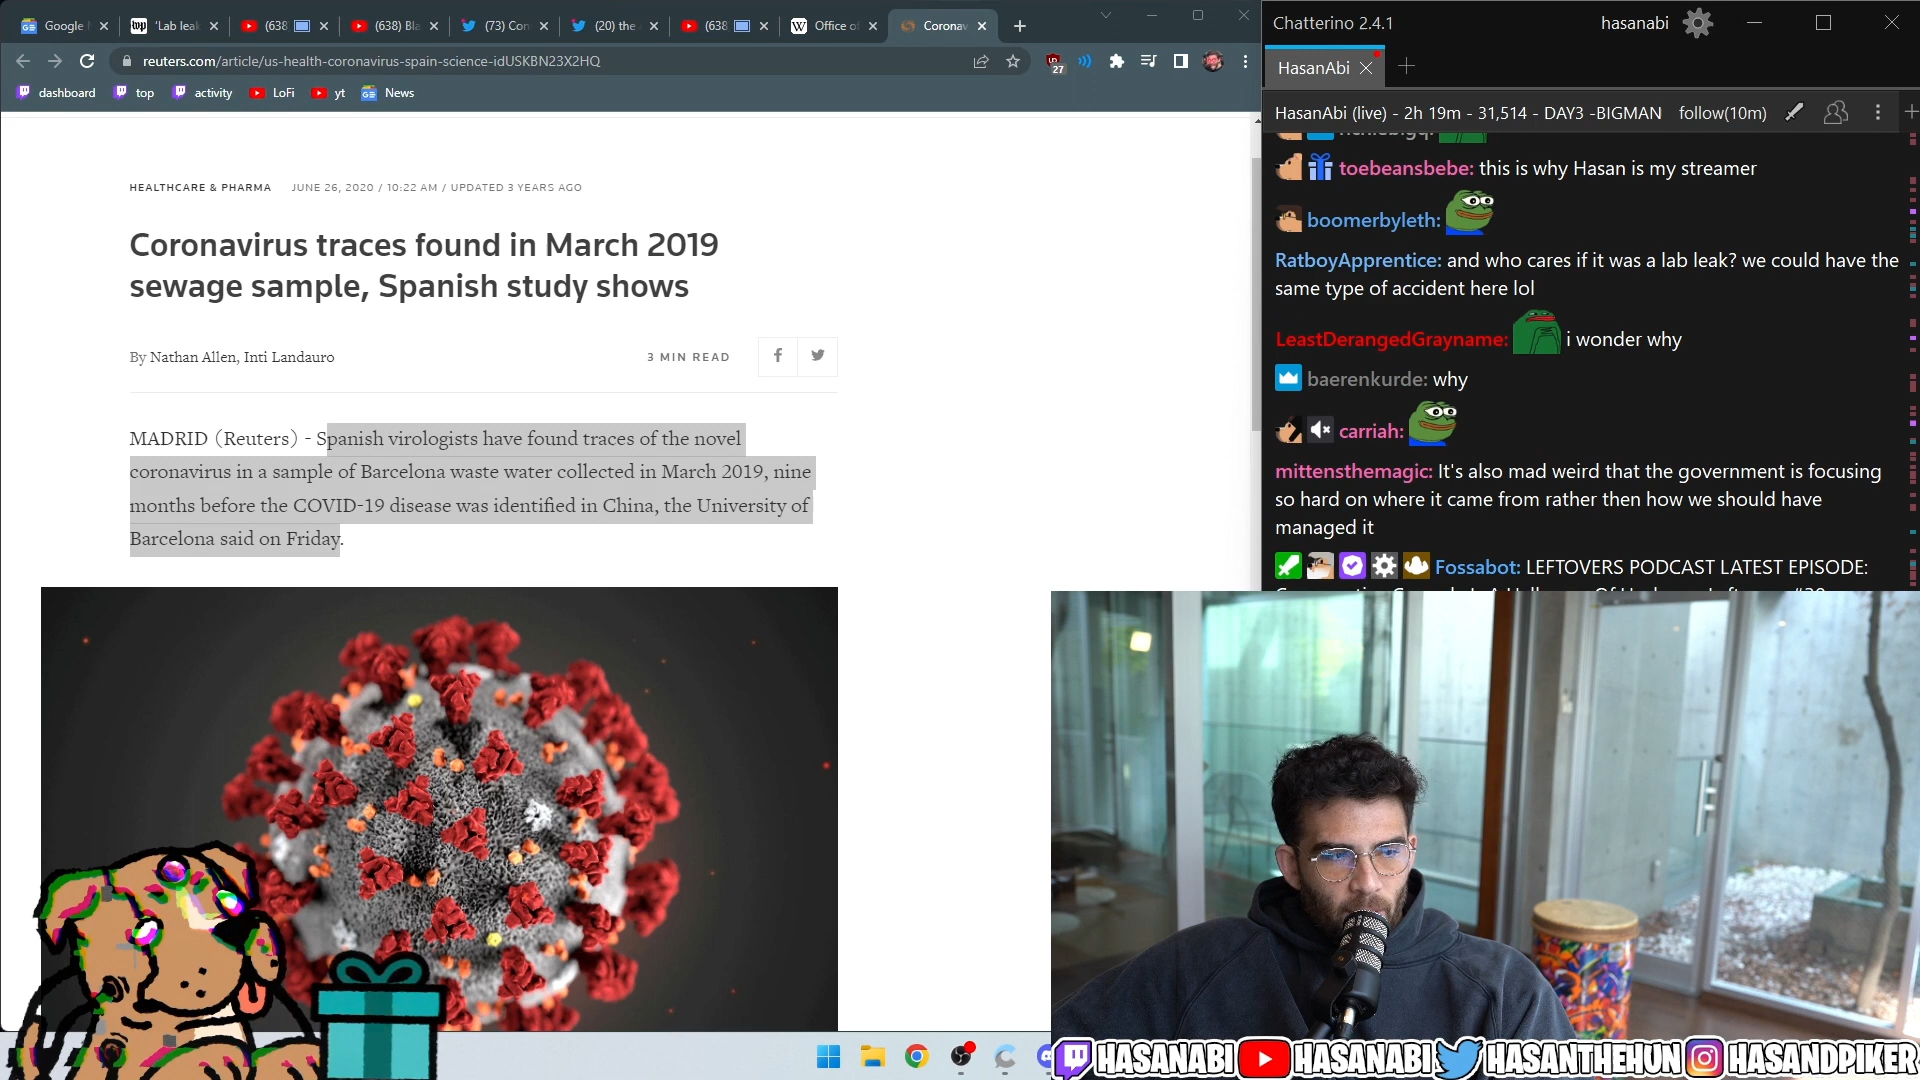 Google
'Lab leak
(638)
(638) Bla
(73) Con
(20) the
(638)
Office of
Coronav
reuters.com/article/us-health-coronavirus-spain-science-idUSKBN23X2HQ
27
dashboard
top
activity
LoFi
yt
News
HEALTHCARE & PHARMA
JUNE 26, 2020 / 10:22 AM / UPDATED 3 YEARS AGO
Coronavirus traces found in March 2019
sewage sample, Spanish study shows
By Nathan Allen, Inti Landauro
3 MIN READ
MADRID (Reuters) - Spanish virologists have found traces of the novel
coronavirus in a sample of Barcelona waste water collected in March 2019, nine
months before the COVID-19 disease was identified in China, the University of
Barcelona said on Friday.
Chatterino 2.4.1
hasanabi
HasanAbi
HasanAbi (live) - 2h 19m - 31,514 - DAY3 -BIGMAN
follow(10m)
toebeansbebe: this is why Hasan is my streamer
boomerbyleth:
RatboyApprentice: and who cares if it was a lab leak? we could have the
same type of accident here lol
LeastDerangedGrayname: i wonder why
baerenkurde: why
carriah:
mittensthemagic: It's also mad weird that the government is focusing
so hard on where it came from rather then how we should have
managed it
Fossabot: LEFTOVERS PODCAST LATEST EPISODE:
HASANABI
HASANABI
HASANTHEHUN
HASANDPIKER